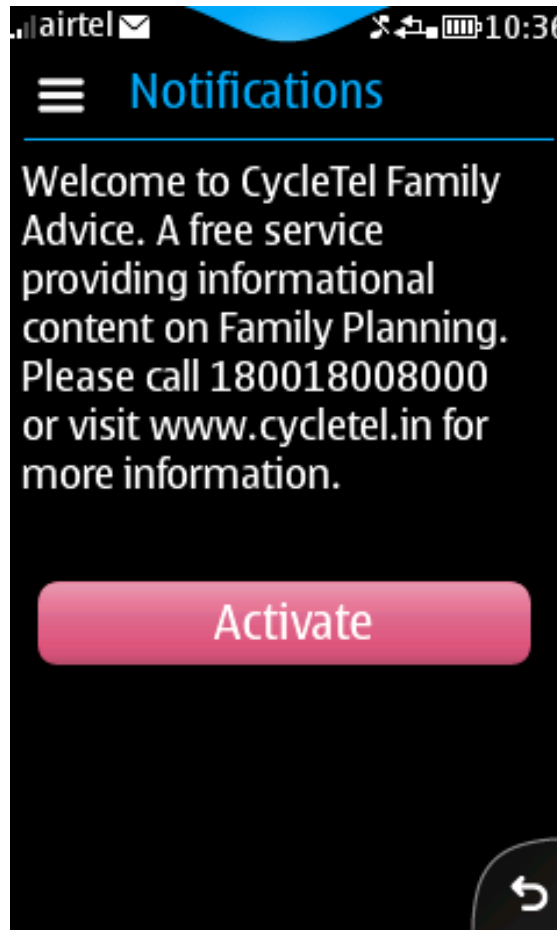 airtel 10:36
Notifications
Welcome to CycleTel Family
Advice. A free service
providing informational
content on Family Planning.
Please call 180018008000
or visit www.cycletel.in for
more information.
Activate